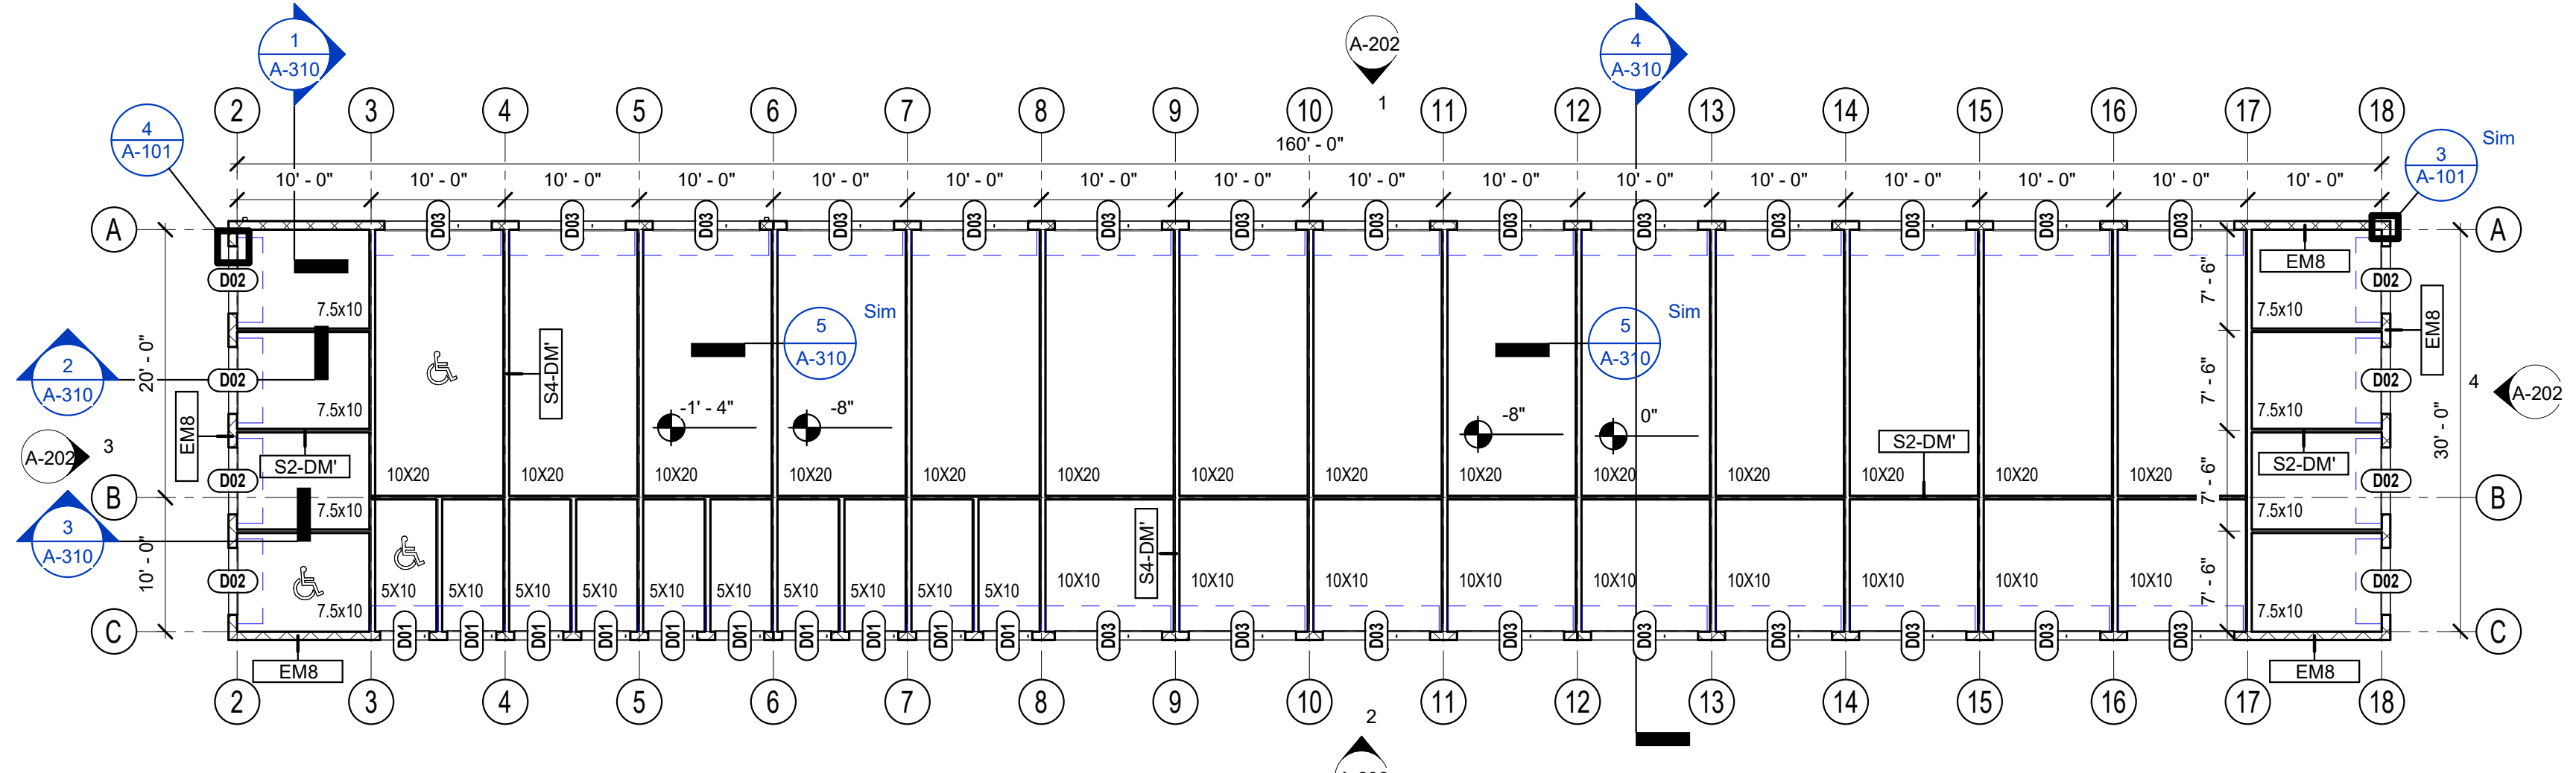 1
A-310
A-202
1
4
A-310
2 3 4 5 6 7 8 9 10 11 12 13 14 15 16 17 18
4
A-101
Sim
3
A-101
160' - 0"
10' - 0" 10' - 0" 10' - 0" 10' - 0" 10' - 0" 10' - 0" 10' - 0" 10' - 0" 10' - 0" 10' - 0" 10' - 0" 10' - 0" 10' - 0" 10' - 0" 10' - 0" 10' - 0"
A D03 D03 D03 D03 D03 D03 D03 D03 D03 D03 D03 D03 D03 D03 A
EM8
D02 D02
7' - 6"
7.5x10 7.5x10
Sim Sim
5
A-310
5
A-310
EM8
20' - 0"
S4-DM'
2
A-310
D02 D02
7' - 6"
4
A-202
7.5x10 7.5x10
-1' - 4" -8" -8" 0"
EM8
A-202
3
S2-DM' S2-DM' S2-DM'
30' - 0"
10X20 10X20 10X20 10X20 10X20 10X20 10X20 10X20 10X20 10X20 10X20 10X20 10X20 10X20
D02 D02
7' - 6"
B B
7.5x10 7.5x10
3
A-310
S4-DM'
10' - 0"
7' - 6"
D02 D02
5X10 5X10 5X10 5X10 5X10 5X10 5X10 5X10 5X10 5X10 10X10 10X10 10X10 10X10 10X10 10X10 10X10 10X10 10X10
7.5x10 7.5x10
C D01 D01 D01 D01 D01 D01 D01 D01 D01 D01 D03 D03 D03 D03 D03 D03 D03 D03 D03 C
EM8 EM8
2 3 4 5 6 7 8 9 10 11 12 13 14 15 16 17 18
2